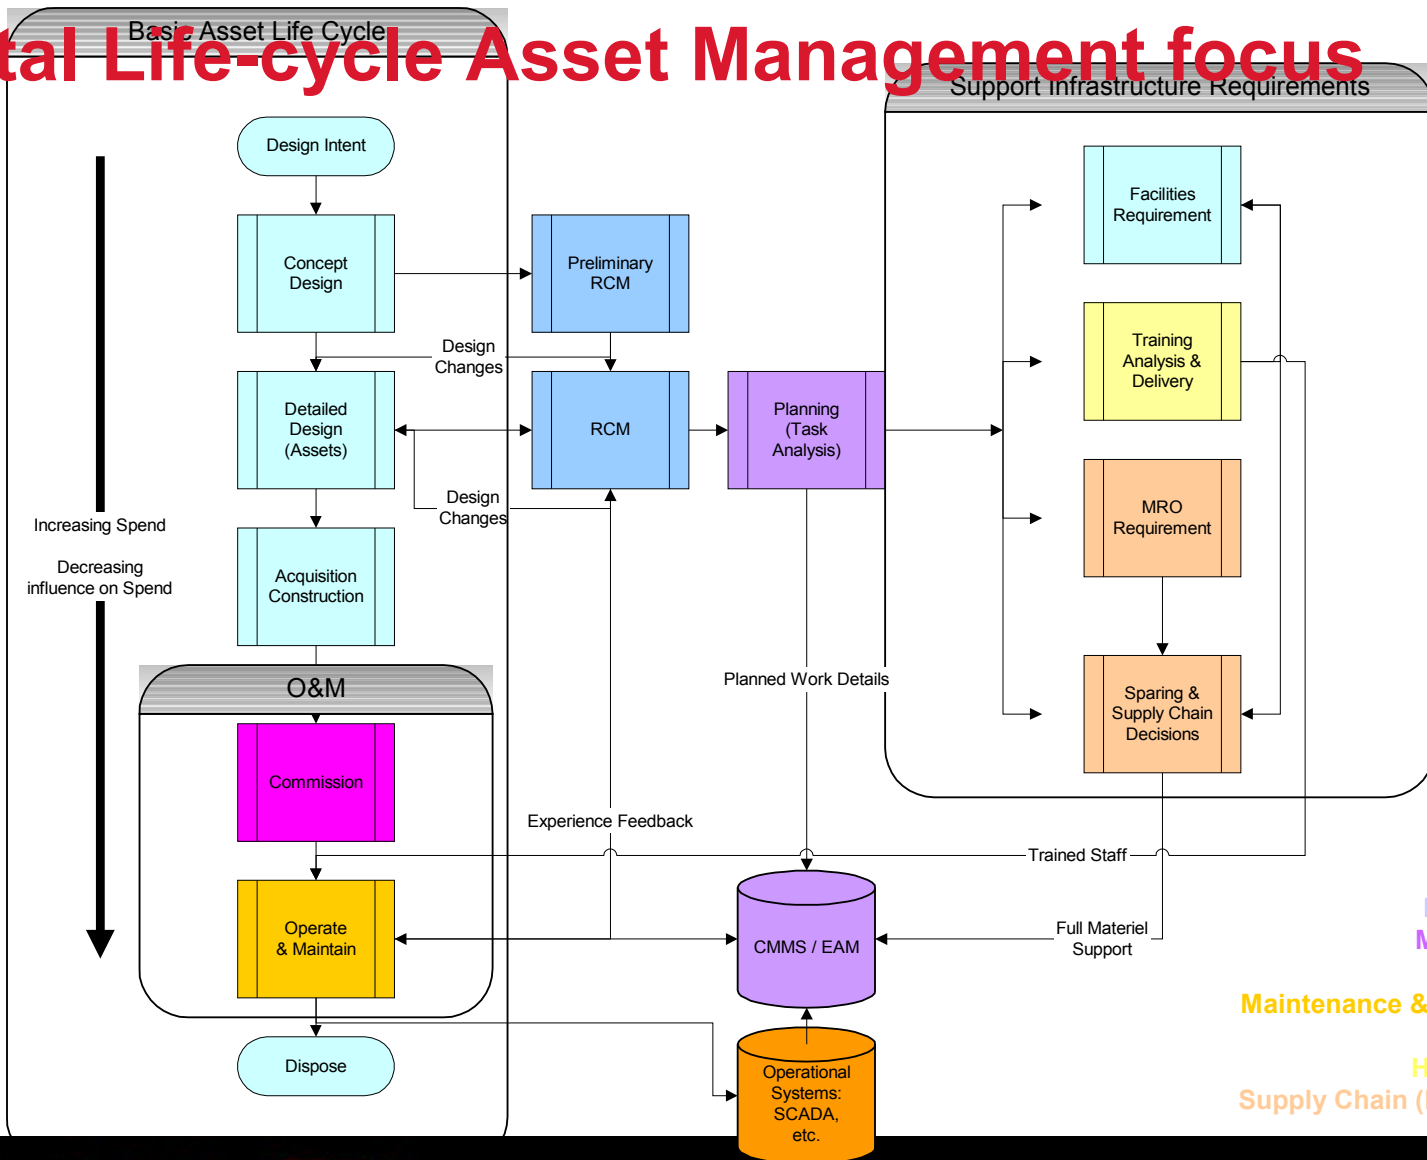 Basic Asset Life Cycle
tal Life-cycle Asset Management focus
Support Infrastructure Requirements
Design Intent
Concept
Design
Preliminary
RCM
Facilities
Requirement
Design
Changes
Training
Analysis &
Delivery
Detailed
Design
(Assets)
RCM
Planning
(Task
Analysis)
Design
Changes
MRO
Requirement
Increasing Spend
Decreasing
influence on Spend
Acquisition
Construction
O&M
Planned Work Details
Sparing &
Supply Chain
Decisions
Commission
Experience Feedback
Trained Staff
Operate
& Maintain
CMMS / EAM
Full Materiel
Support
M
Maintenance &
Dispose
Operational
Systems:
SCADA,
etc.
H
Supply Chain (